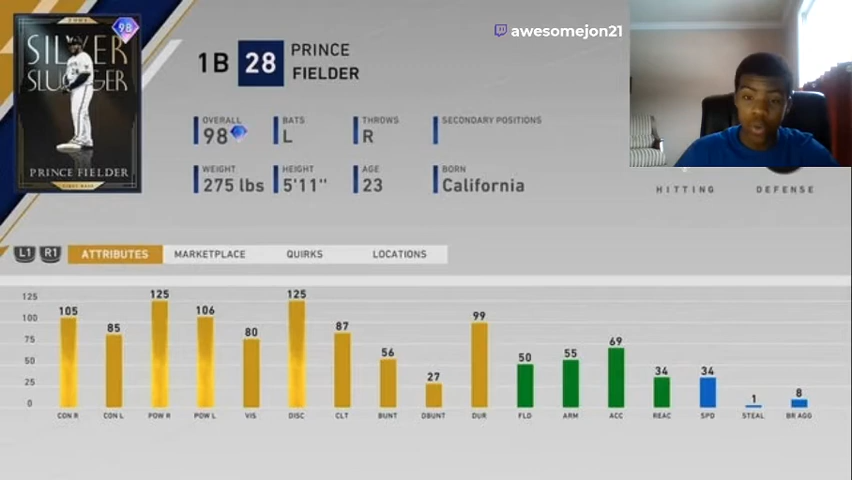 98
SILVER
SLUGGER
PRINCE FIELDER
FIRST BASE
1B 28 PRINCE
FIELDER
awesomejon21
OVERALL BATS THROWS SECONDARY POSITIONS
98 L R
WEIGHT HEIGHT AGE BORN
275 lbs 5'11" 23 California
HITTING DEFENSE
L1 R1 ATTRIBUTES MARKETPLACE QUIRKS LOCATIONS
125
100
75
50
25
0
105 85 125 106 80 125 87 56 27 99 50 55 69 34 34 1 8
CON R CON L POW R POW L VIS DISC CLT BUNT DBUNT DUR FLD ARM ACC REAC SPD STEAL BR AGG